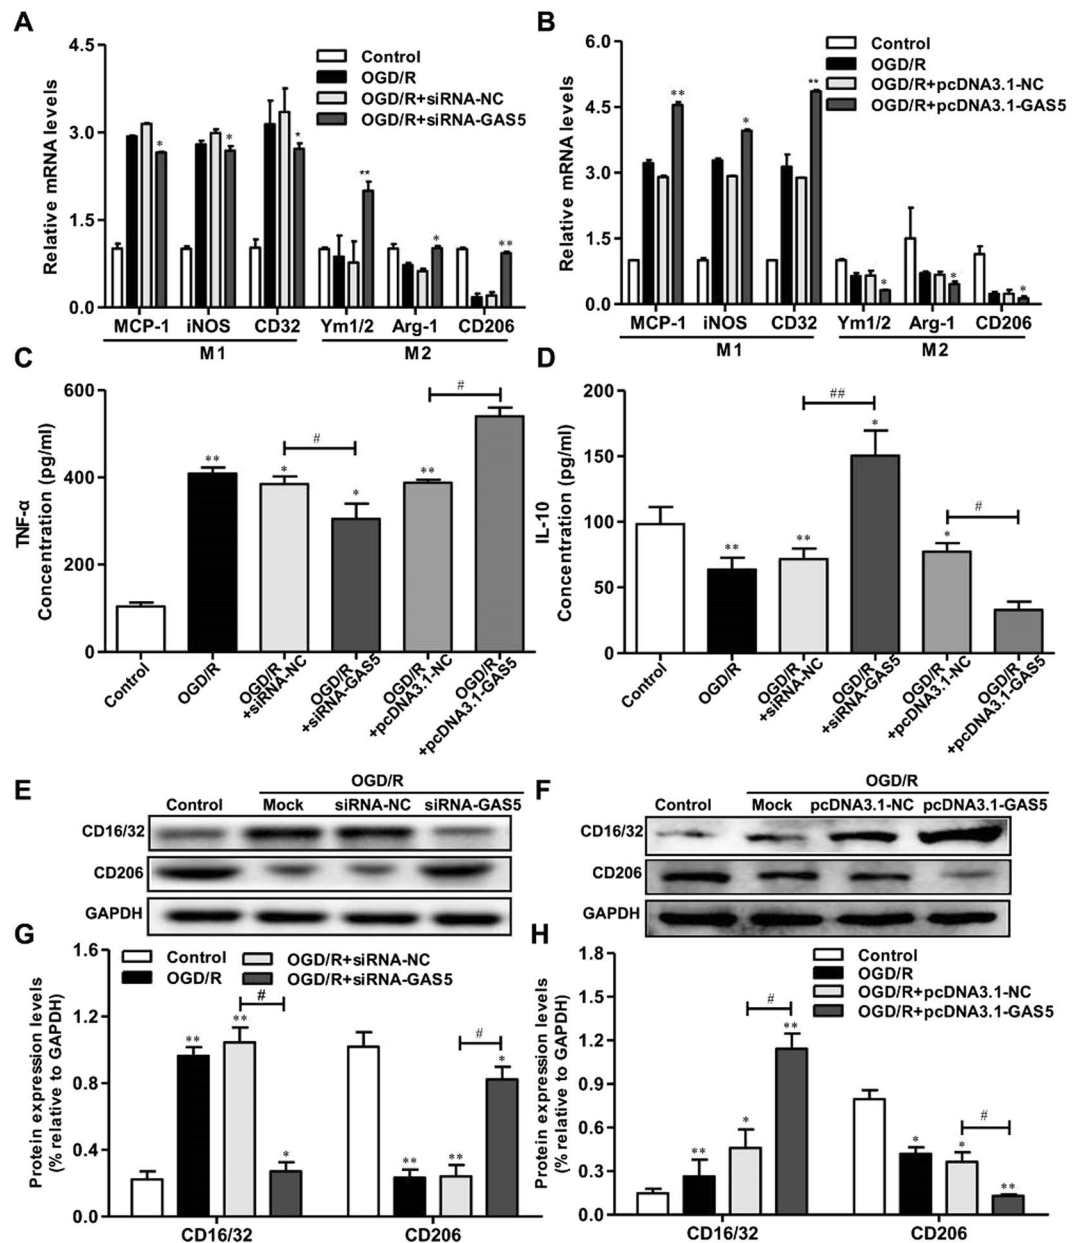 A
Relative mRNA levels
4.5
3.0
1.5
0.0
Control
OGD/R
OGD/R+siRNA-NC
OGD/R+siRNA-GAS5
*
*
*
**
*
**
MCP-1 iNOS CD32 Ym1/2 Arg-1 CD206
M1 M2
B
Relative mRNA levels
6.0
4.5
3.0
1.5
0.0
Control
OGD/R
OGD/R+pcDNA3.1-NC
OGD/R+pcDNA3.1-GAS5
**
*
**
*
*
*
MCP-1 iNOS CD32 Ym1/2 Arg-1 CD206
M1 M2
C
TNF-α
Concentration (pg/ml)
600
400
200
0
**
*
#
*
**
#
Control
OGD/R
OGD/R
+siRNA-NC
OGD/R
+siRNA-GAS5
OGD/R
+pcDNA3.1-NC
OGD/R
+pcDNA3.1-GAS5
D
IL-10
Concentration (pg/ml)
200
150
100
50
0
**
**
##
*
*
#
Control
OGD/R
OGD/R
+siRNA-NC
OGD/R
+siRNA-GAS5
OGD/R
+pcDNA3.1-NC
OGD/R
+pcDNA3.1-GAS5
E
OGD/R
Control Mock siRNA-NC siRNA-GAS5
CD16/32
CD206
GAPDH
F
OGD/R
Control Mock pcDNA3.1-NC pcDNA3.1-GAS5
CD16/32
CD206
GAPDH
G
Protein expression levels
(% relative to GAPDH)
1.6
1.2
0.8
0.4
0.0
Control
OGD/R
OGD/R+siRNA-NC
OGD/R+siRNA-GAS5
**
**
#
*
**
**
#
*
CD16/32 CD206
H
Protein expression levels
(% relative to GAPDH)
1.8
1.5
1.2
0.9
0.6
0.3
0.0
Control
OGD/R
OGD/R+pcDNA3.1-NC
OGD/R+pcDNA3.1-GAS5
**
*
#
**
*
*
#
**
CD16/32 CD206